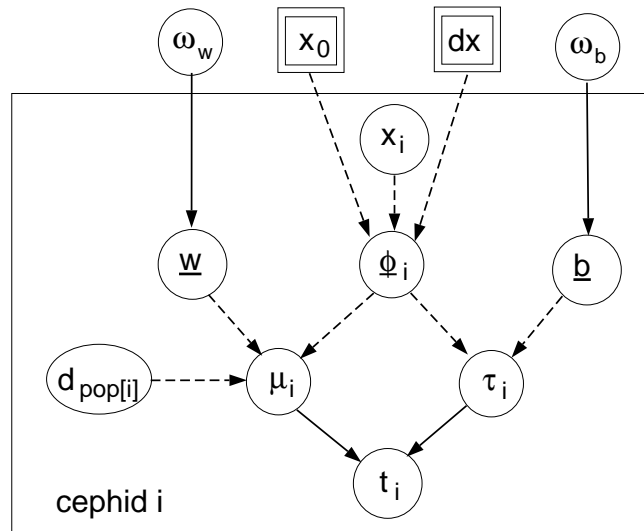 ω_w
x_0
dx
ω_b
x_i
w
ϕ_i
b
d_pop[i]
μ_i
τ_i
t_i
cephid i